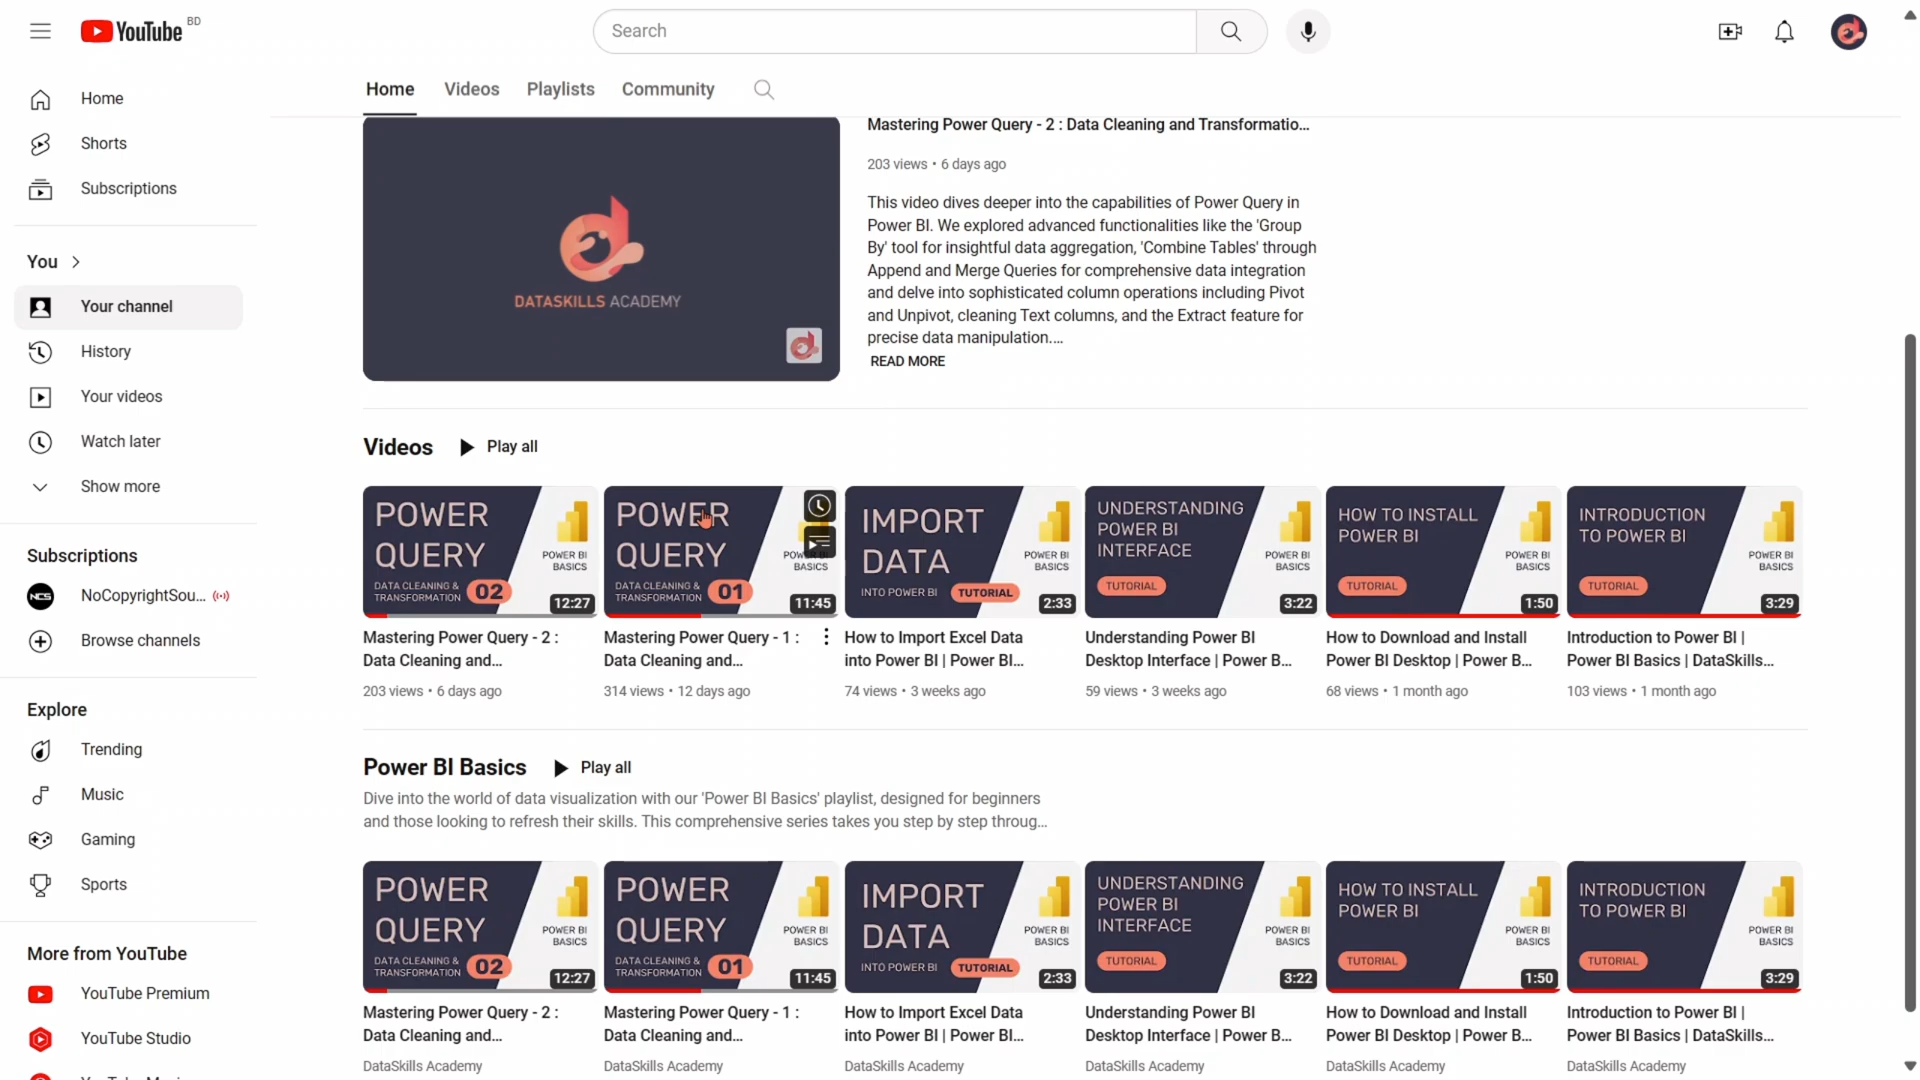 YouTube BD
Search
Home
Shorts
Subscriptions
You
Your channel
History
Your videos
Watch later
Show more
Subscriptions
NoCopyrightSou...
Browse channels
Explore
Trending
Music
Gaming
Sports
More from YouTube
YouTube Premium
YouTube Studio
Home Videos Playlists Community
DATASKILLS ACADEMY
Mastering Power Query - 2 : Data Cleaning and Transformatio...
203 views • 6 days ago
This video dives deeper into the capabilities of Power Query in
Power BI. We explored advanced functionalities like the 'Group
By' tool for insightful data aggregation, 'Combine Tables' through
Append and Merge Queries for comprehensive data integration
and delve into sophisticated column operations including Pivot
and Unpivot, cleaning Text columns, and the Extract feature for
precise data manipulation....
READ MORE
Videos Play all
POWER
QUERY
DATA CLEANING &
TRANSFORMATION 02
POWER BI
BASICS
12:27
Mastering Power Query - 2 :
Data Cleaning and...
203 views • 6 days ago
POWER
QUERY
DATA CLEANING &
TRANSFORMATION 01
POWER BI
BASICS
11:45
Mastering Power Query - 1 :
Data Cleaning and...
314 views • 12 days ago
IMPORT
DATA
INTO POWER BI TUTORIAL
POWER BI
BASICS
2:33
How to Import Excel Data
into Power BI | Power BI...
74 views • 3 weeks ago
UNDERSTANDING
POWER BI
INTERFACE
TUTORIAL
POWER BI
BASICS
3:22
Understanding Power BI
Desktop Interface | Power B...
59 views • 3 weeks ago
HOW TO INSTALL
POWER BI
TUTORIAL
POWER BI
BASICS
1:50
How to Download and Install
Power BI Desktop | Power B...
68 views • 1 month ago
INTRODUCTION
TO POWER BI
TUTORIAL
POWER BI
BASICS
3:29
Introduction to Power BI |
Power BI Basics | DataSkills...
103 views • 1 month ago
Power BI Basics Play all
Dive into the world of data visualization with our 'Power BI Basics' playlist, designed for beginners
and those looking to refresh their skills. This comprehensive series takes you step by step throug...
POWER
QUERY
DATA CLEANING &
TRANSFORMATION 02
POWER BI
BASICS
12:27
Mastering Power Query - 2 :
Data Cleaning and...
DataSkills Academy
POWER
QUERY
DATA CLEANING &
TRANSFORMATION 01
POWER BI
BASICS
11:45
Mastering Power Query - 1 :
Data Cleaning and...
DataSkills Academy
IMPORT
DATA
INTO POWER BI TUTORIAL
POWER BI
BASICS
2:33
How to Import Excel Data
into Power BI | Power BI...
DataSkills Academy
UNDERSTANDING
POWER BI
INTERFACE
TUTORIAL
POWER BI
BASICS
3:22
Understanding Power BI
Desktop Interface | Power B...
DataSkills Academy
HOW TO INSTALL
POWER BI
TUTORIAL
POWER BI
BASICS
1:50
How to Download and Install
Power BI Desktop | Power B...
DataSkills Academy
INTRODUCTION
TO POWER BI
TUTORIAL
POWER BI
BASICS
3:29
Introduction to Power BI |
Power BI Basics | DataSkills...
DataSkills Academy